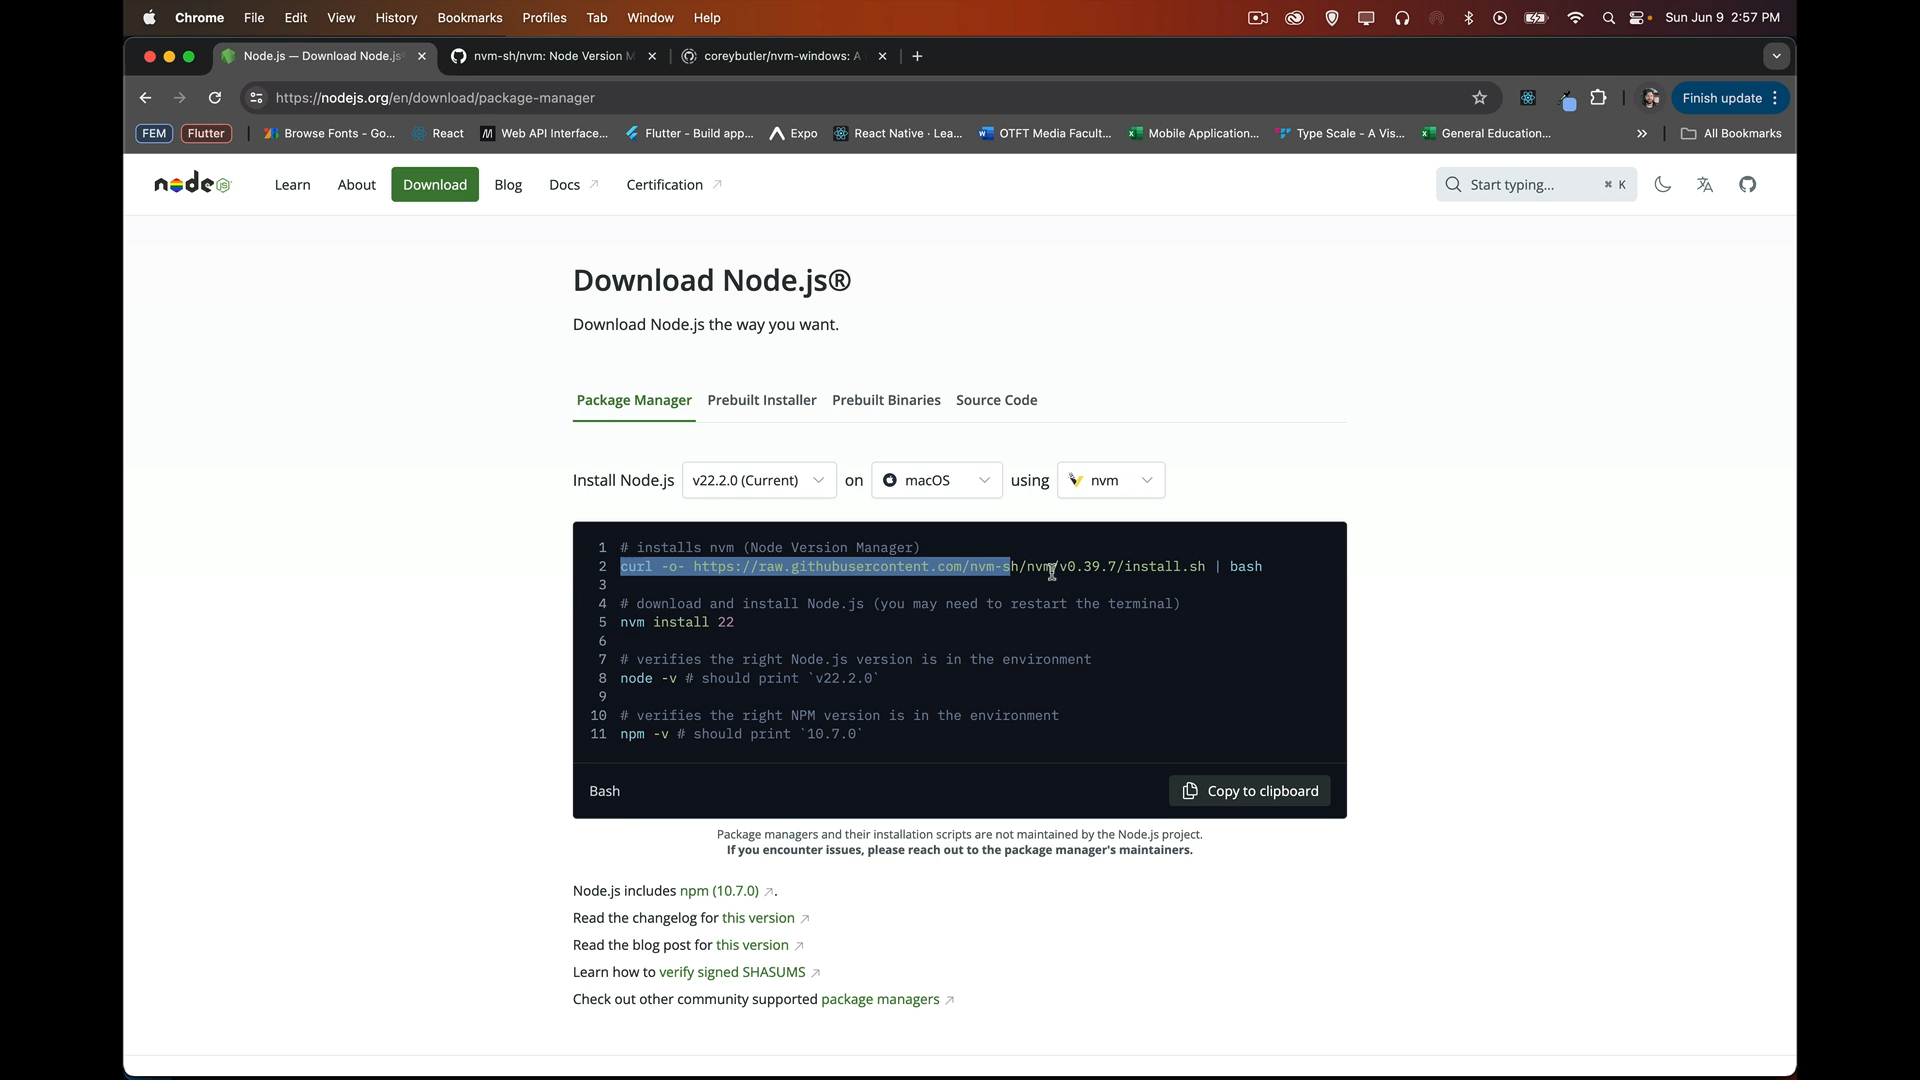 Chrome File Edit View History Bookmarks Profiles Tab Window Help Sun Jun 9 2:57 PM
Node.js — Download Node.js nvm-sh/nvm: Node Version M coreybutler/nvm-windows: A
https://nodejs.org/en/download/package-manager Finish update
FEM Flutter Browse Fonts - Go... React Web API Interface... Flutter - Build app... Expo React Native · Lea... OTFT Media Facult... Mobile Application... Type Scale - A Vis... General Education... » All Bookmarks
node Learn About Download Blog Docs Certification Start typing... ⌘ K
Download Node.js®
Download Node.js the way you want.
Package Manager Prebuilt Installer Prebuilt Binaries Source Code
Install Node.js v22.2.0 (Current) on macOS using nvm
1 # installs nvm (Node Version Manager)
2 curl -o- https://raw.githubusercontent.com/nvm-sh/nvm/v0.39.7/install.sh | bash
3
4 # download and install Node.js (you may need to restart the terminal)
5 nvm install 22
6
7 # verifies the right Node.js version is in the environment
8 node -v # should print `v22.2.0`
9
10 # verifies the right NPM version is in the environment
11 npm -v # should print `10.7.0`
Bash Copy to clipboard
Package managers and their installation scripts are not maintained by the Node.js project.
If you encounter issues, please reach out to the package manager's maintainers.
Node.js includes npm (10.7.0).
Read the changelog for this version
Read the blog post for this version
Learn how to verify signed SHASUMS
Check out other community supported package managers